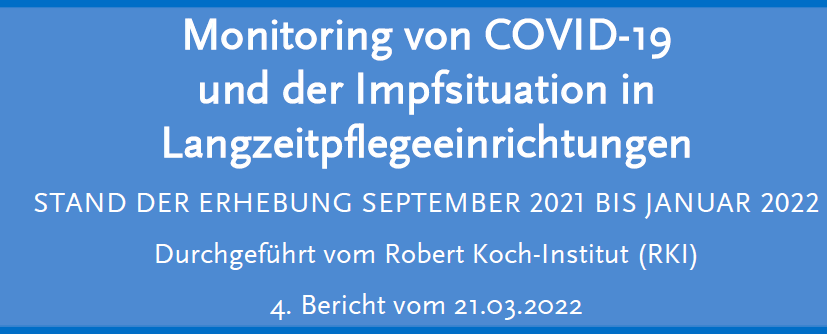 Monitoring von COVID-19
und der Impfsituation in
Langzeitpflegeeinrichtungen
STAND DER ERHEBUNG SEPTEMBER 2021 BIS JANUAR 2022
Durchgeführt vom Robert Koch-Institut (RKI)
4. Bericht vom 21.03.2022